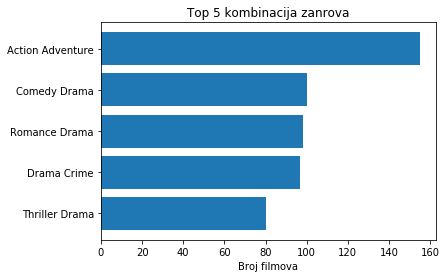 Top 5 kombinacija zanrova
Action Adventure
Comedy Drama
Romance Drama
Drama Crime
Thriller Drama
0 20 40 60 80 100 120 140 160
Broj filmova